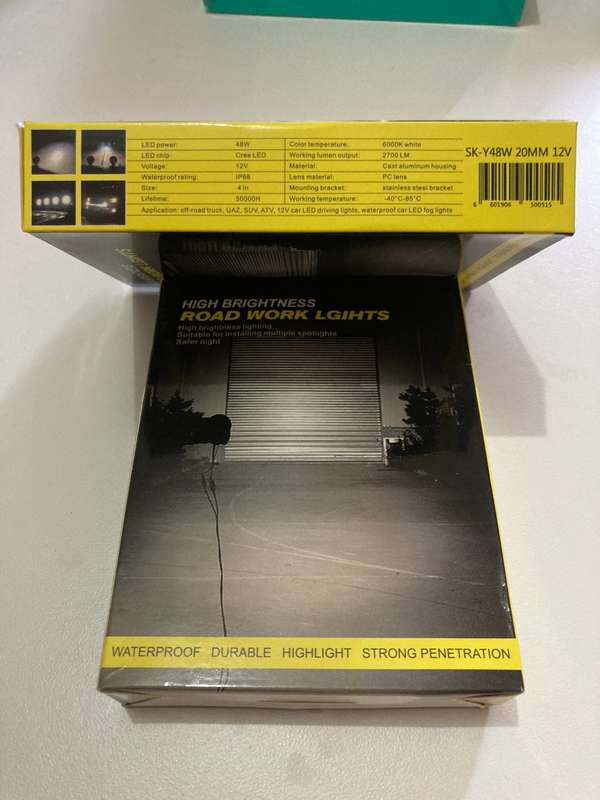 LED power: 48W Color temperature: 6000K white
LED chip: Cree LED Working lumen output: 2700 LM
Voltage: 12V Material: Cast aluminum housing
Waterproof rating: IP68 Lens material: PC lens
Size: 4 in Mounting bracket: stainless steel bracket
Lifetime: 50000H Working temperature: -40°C-85°C
Application: off-road truck, UAZ, SUV, ATV, 12V car LED driving lights, waterproof car LED fog lights
SK-Y48W 20MM 12V
6 601906 500515
HIGH BRIGHTNESS
ROAD WORK LGIHTS
High brightness lighting
Suitable for installing multiple spotlights
Safer night
WATERPROOF DURABLE HIGHLIGHT STRONG PENETRATION